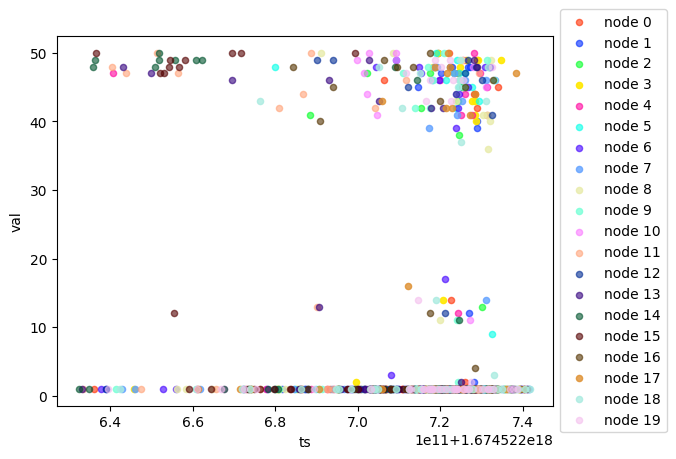 50
40
30
20
10
0
val
6.4
6.6
6.8
7.0
7.2
7.4
ts
1e11+1.674522e18
node 0
node 1
node 2
node 3
node 4
node 5
node 6
node 7
node 8
node 9
node 10
node 11
node 12
node 13
node 14
node 15
node 16
node 17
node 18
node 19